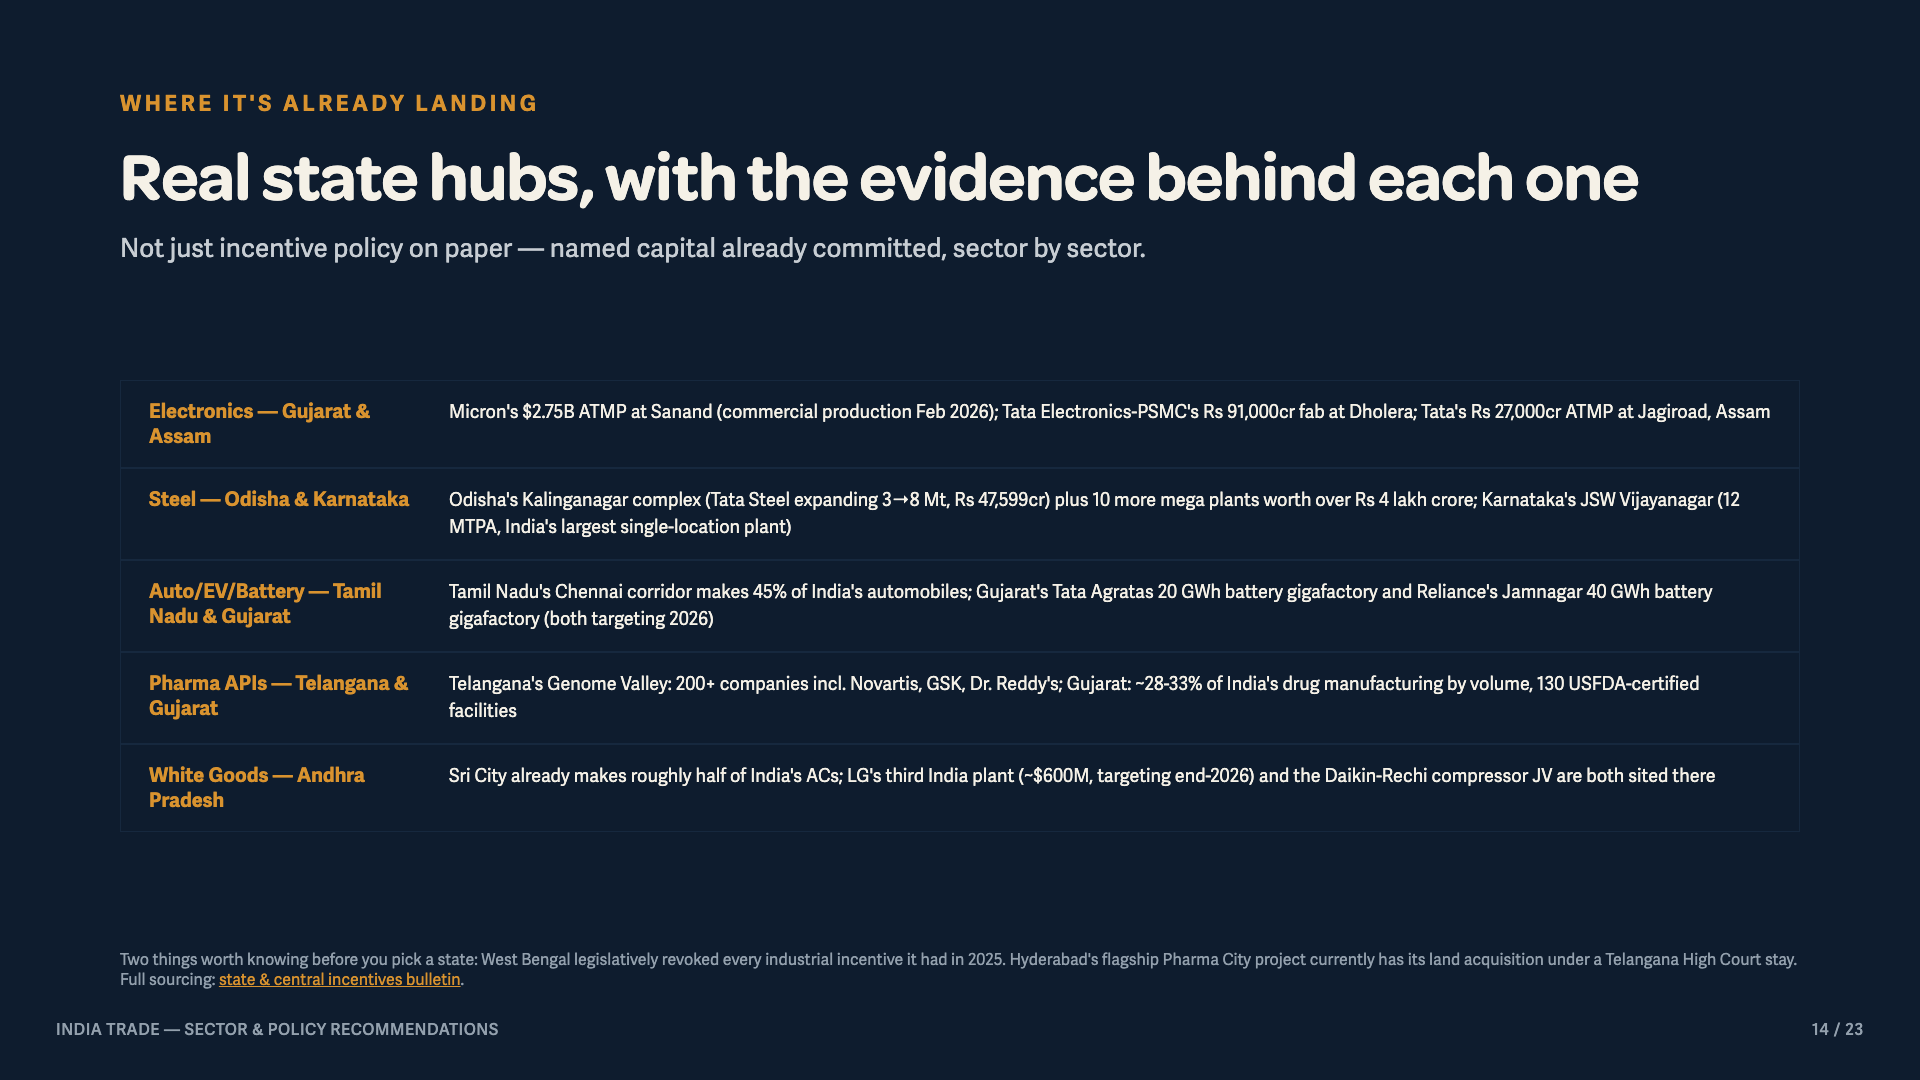 WHERE IT'S ALREADY LANDING
Real state hubs, with the evidence behind each one
Not just incentive policy on paper — named capital already committed, sector by sector.
Electronics — Gujarat &
Assam
Micron's $2.75B ATMP at Sanand (commercial production Feb 2026); Tata Electronics-PSMC's Rs 91,000cr fab at Dholera; Tata's Rs 27,000cr ATMP at Jagiroad, Assam
Steel — Odisha & Karnataka
Odisha's Kalinganagar complex (Tata Steel expanding 3→8 Mt, Rs 47,599cr) plus 10 more mega plants worth over Rs 4 lakh crore; Karnataka's JSW Vijayanagar (12
MTPA, India's largest single-location plant)
Auto/EV/Battery — Tamil
Nadu & Gujarat
Tamil Nadu's Chennai corridor makes 45% of India's automobiles; Gujarat's Tata Agratas 20 GWh battery gigafactory and Reliance's Jamnagar 40 GWh battery
gigafactory (both targeting 2026)
Pharma APIs — Telangana &
Gujarat
Telangana's Genome Valley: 200+ companies incl. Novartis, GSK, Dr. Reddy's; Gujarat: ~28-33% of India's drug manufacturing by volume, 130 USFDA-certified
facilities
White Goods — Andhra
Pradesh
Sri City already makes roughly half of India's ACs; LG's third India plant (~$600M, targeting end-2026) and the Daikin-Rechi compressor JV are both sited there
Two things worth knowing before you pick a state: West Bengal legislatively revoked every industrial incentive it had in 2025. Hyderabad's flagship Pharma City project currently has its land acquisition under a Telangana High Court stay.
Full sourcing: state & central incentives bulletin.
INDIA TRADE — SECTOR & POLICY RECOMMENDATIONS
14 / 23